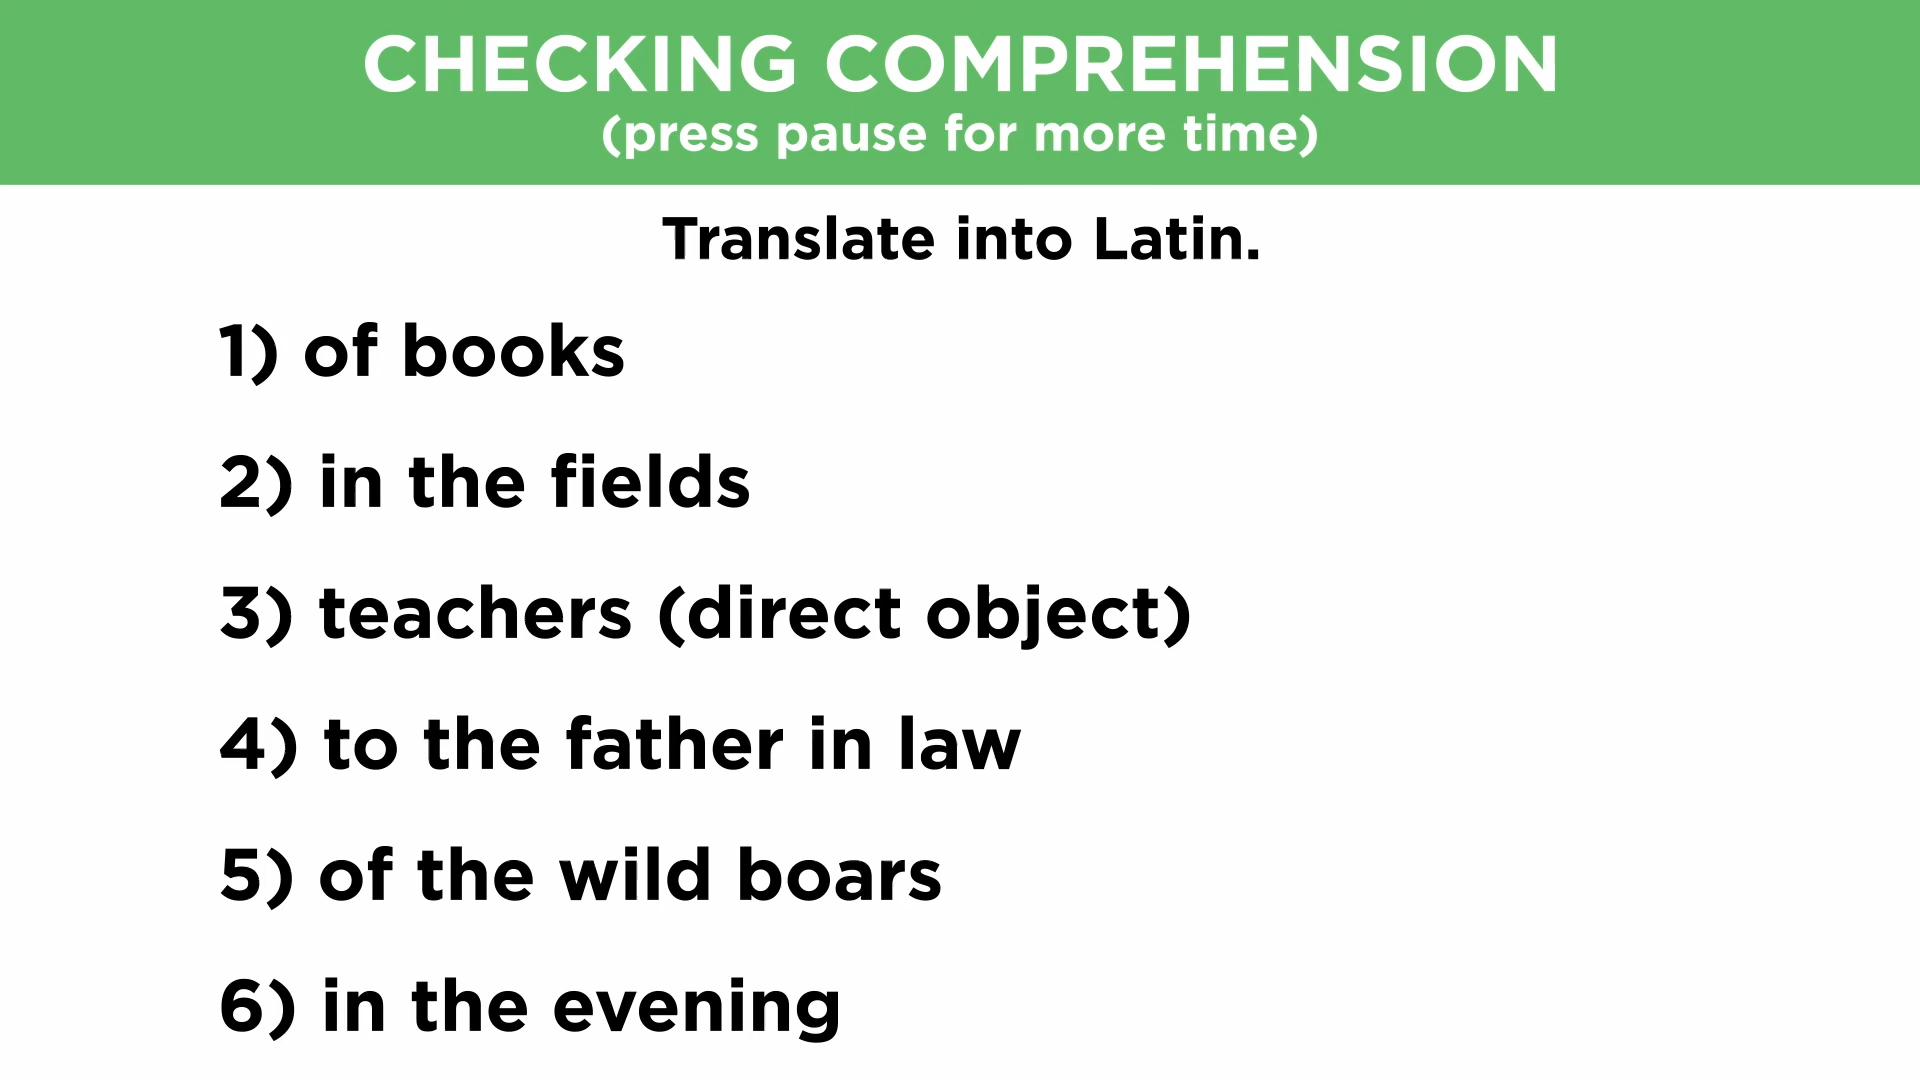 CHECKING COMPREHENSION
(press pause for more time)
Translate into Latin.
1) of books
2) in the fields
3) teachers (direct object)
4) to the father in law
5) of the wild boars
6) in the evening